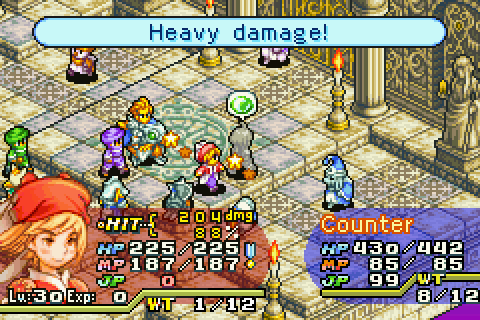 Heavy damage!
HIT 204dmg
88%
Counter
HP 225/225
MP 187/187
JP 0
Lv.30 Exp: 0
WT 1/12
HP 430/442
MP 85/85
JP 99 WT
8/12